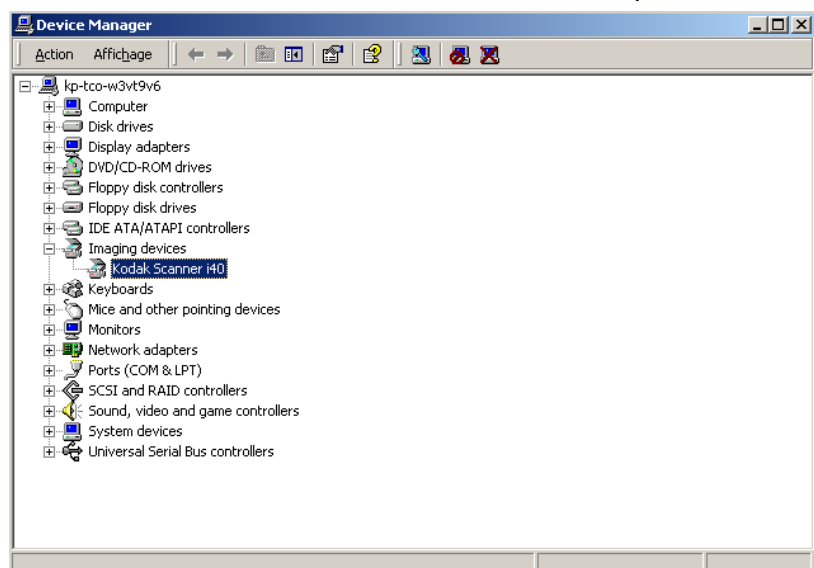 Device Manager
Action Affichage
kp-tco-w3vt9v6
Computer
Disk drives
Display adapters
DVD/CD-ROM drives
Floppy disk controllers
Floppy disk drives
IDE ATA/ATAPI controllers
Imaging devices
Kodak Scanner i40
Keyboards
Mice and other pointing devices
Monitors
Network adapters
Ports (COM & LPT)
SCSI and RAID controllers
Sound, video and game controllers
System devices
Universal Serial Bus controllers